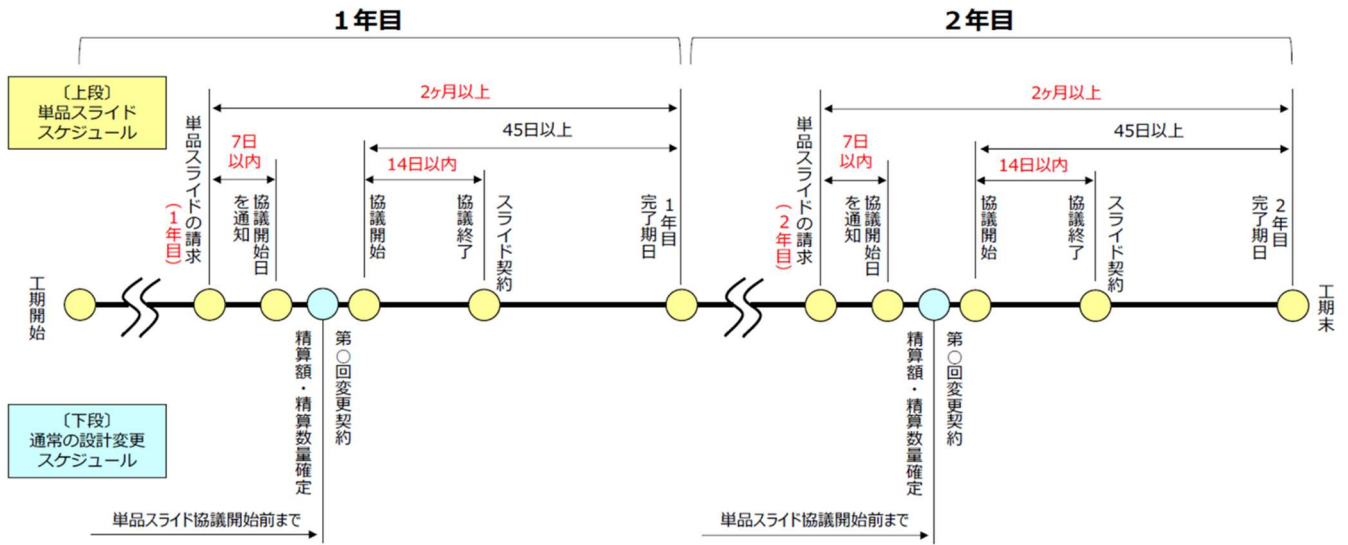 1年目
2年目
〔上段〕
単品スライド
スケジュール
2ヶ月以上
45日以上
7日
以内
14日以内
単品スライドの請求
（1年目）
協議開始日
を通知
協議開始
協議終了
スライド契約
1年目
完了期日
2ヶ月以上
45日以上
7日
以内
14日以内
単品スライドの請求
（2年目）
協議開始日
を通知
協議開始
協議終了
スライド契約
2年目
完了期日
工期開始
工期末
〔下段〕
通常の設計変更
スケジュール
第○回変更契約
精算額・精算数量確定
単品スライド協議開始前まで
第○回変更契約
精算額・精算数量確定
単品スライド協議開始前まで